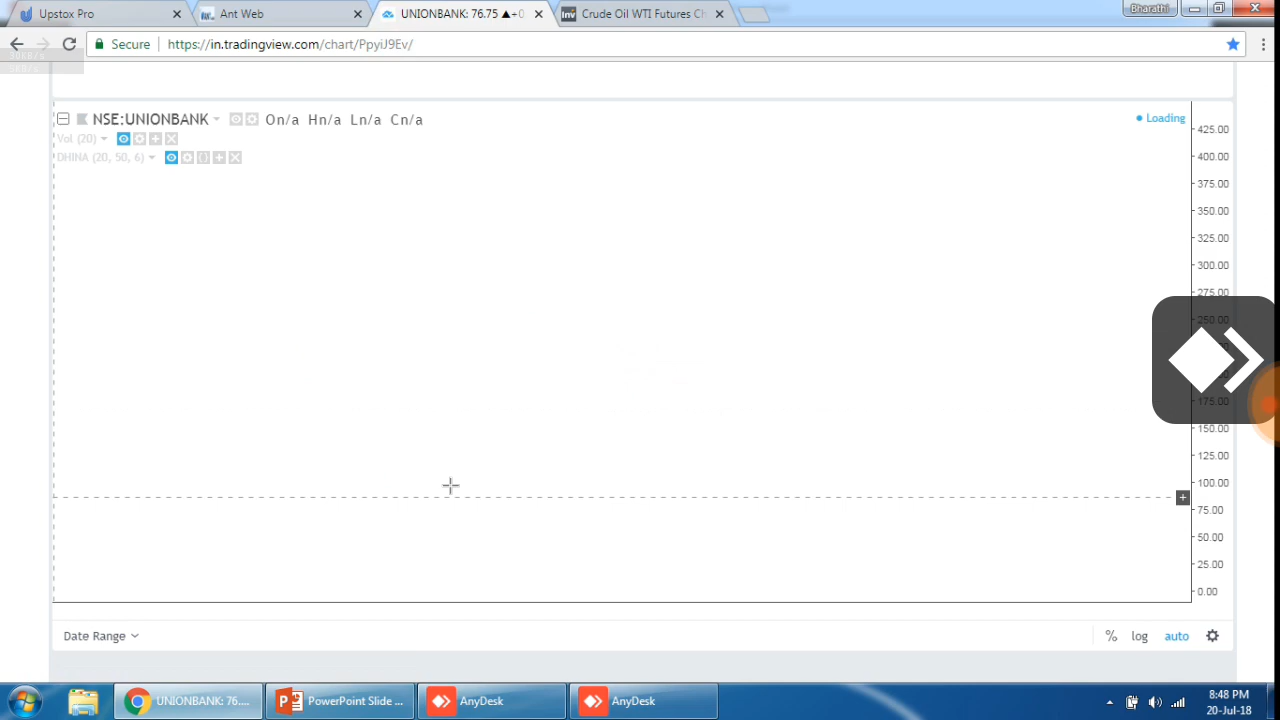 Upstox Pro
Ant Web
UNIONBANK: 76.75 ▲+0
Inv
Crude Oil WTI Futures Ch
Bharathi
Secure
https://in.tradingview.com/chart/PpyiJ9Ev/
NSE:UNIONBANK
On/a Hn/a Ln/a Cn/a
Loading
Vol (20)
DHINA (20, 50, 6)
425.00
400.00
375.00
350.00
325.00
300.00
275.00
250.00
175.00
150.00
125.00
100.00
75.00
50.00
25.00
0.00
Date Range
% log auto
UNIONBANK: 76....
PowerPoint Slide ...
AnyDesk
AnyDesk
8:48 PM
20-Jul-18